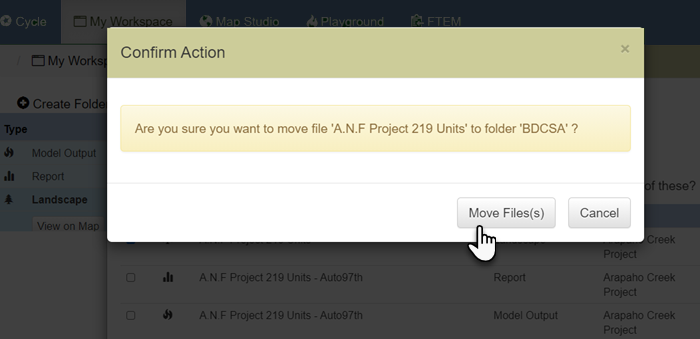 Cycle My Workspace Map Studio Playground FTEM
/ My Worksp
Confirm Action ×
Create Folde
Type
Are you sure you want to move file 'A.N.F Project 219 Units' to folder 'BDCSA' ?
Model Output
Report
of these?
Landscape
Move Files(s) Cancel
View on Map
Arapaho Creek
Project
A.N.F Project 219 Units - Auto97th Report Arapaho Creek
Project
A.N.F Project 219 Units - Auto97th Model Output Arapaho Creek
Project